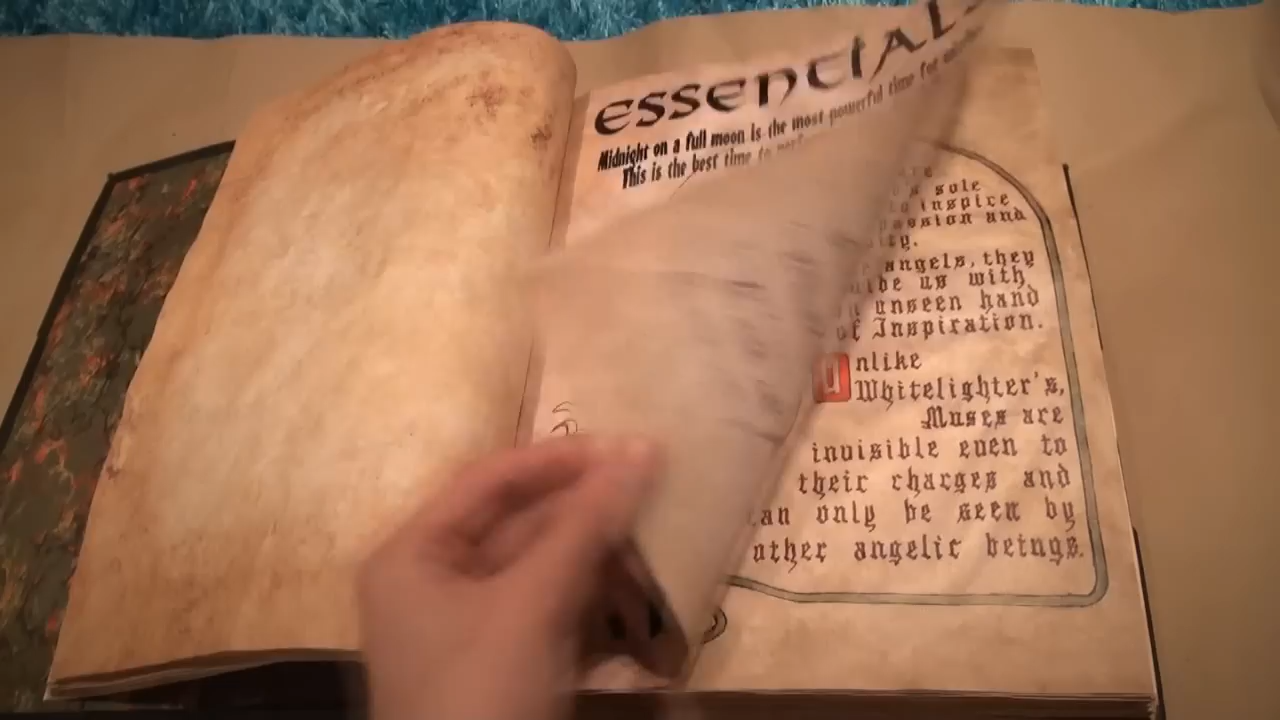 ESSENTIAL
Midnight on a full moon is the most powerful time for
This is the best time to
sole
inspire
passion and
angels, they
us with
unseen hand
of Inspiration.
Unlike
Whitelighter's,
Muses are
invisible even to
their charges and
can only be seen by
other angelic beings.